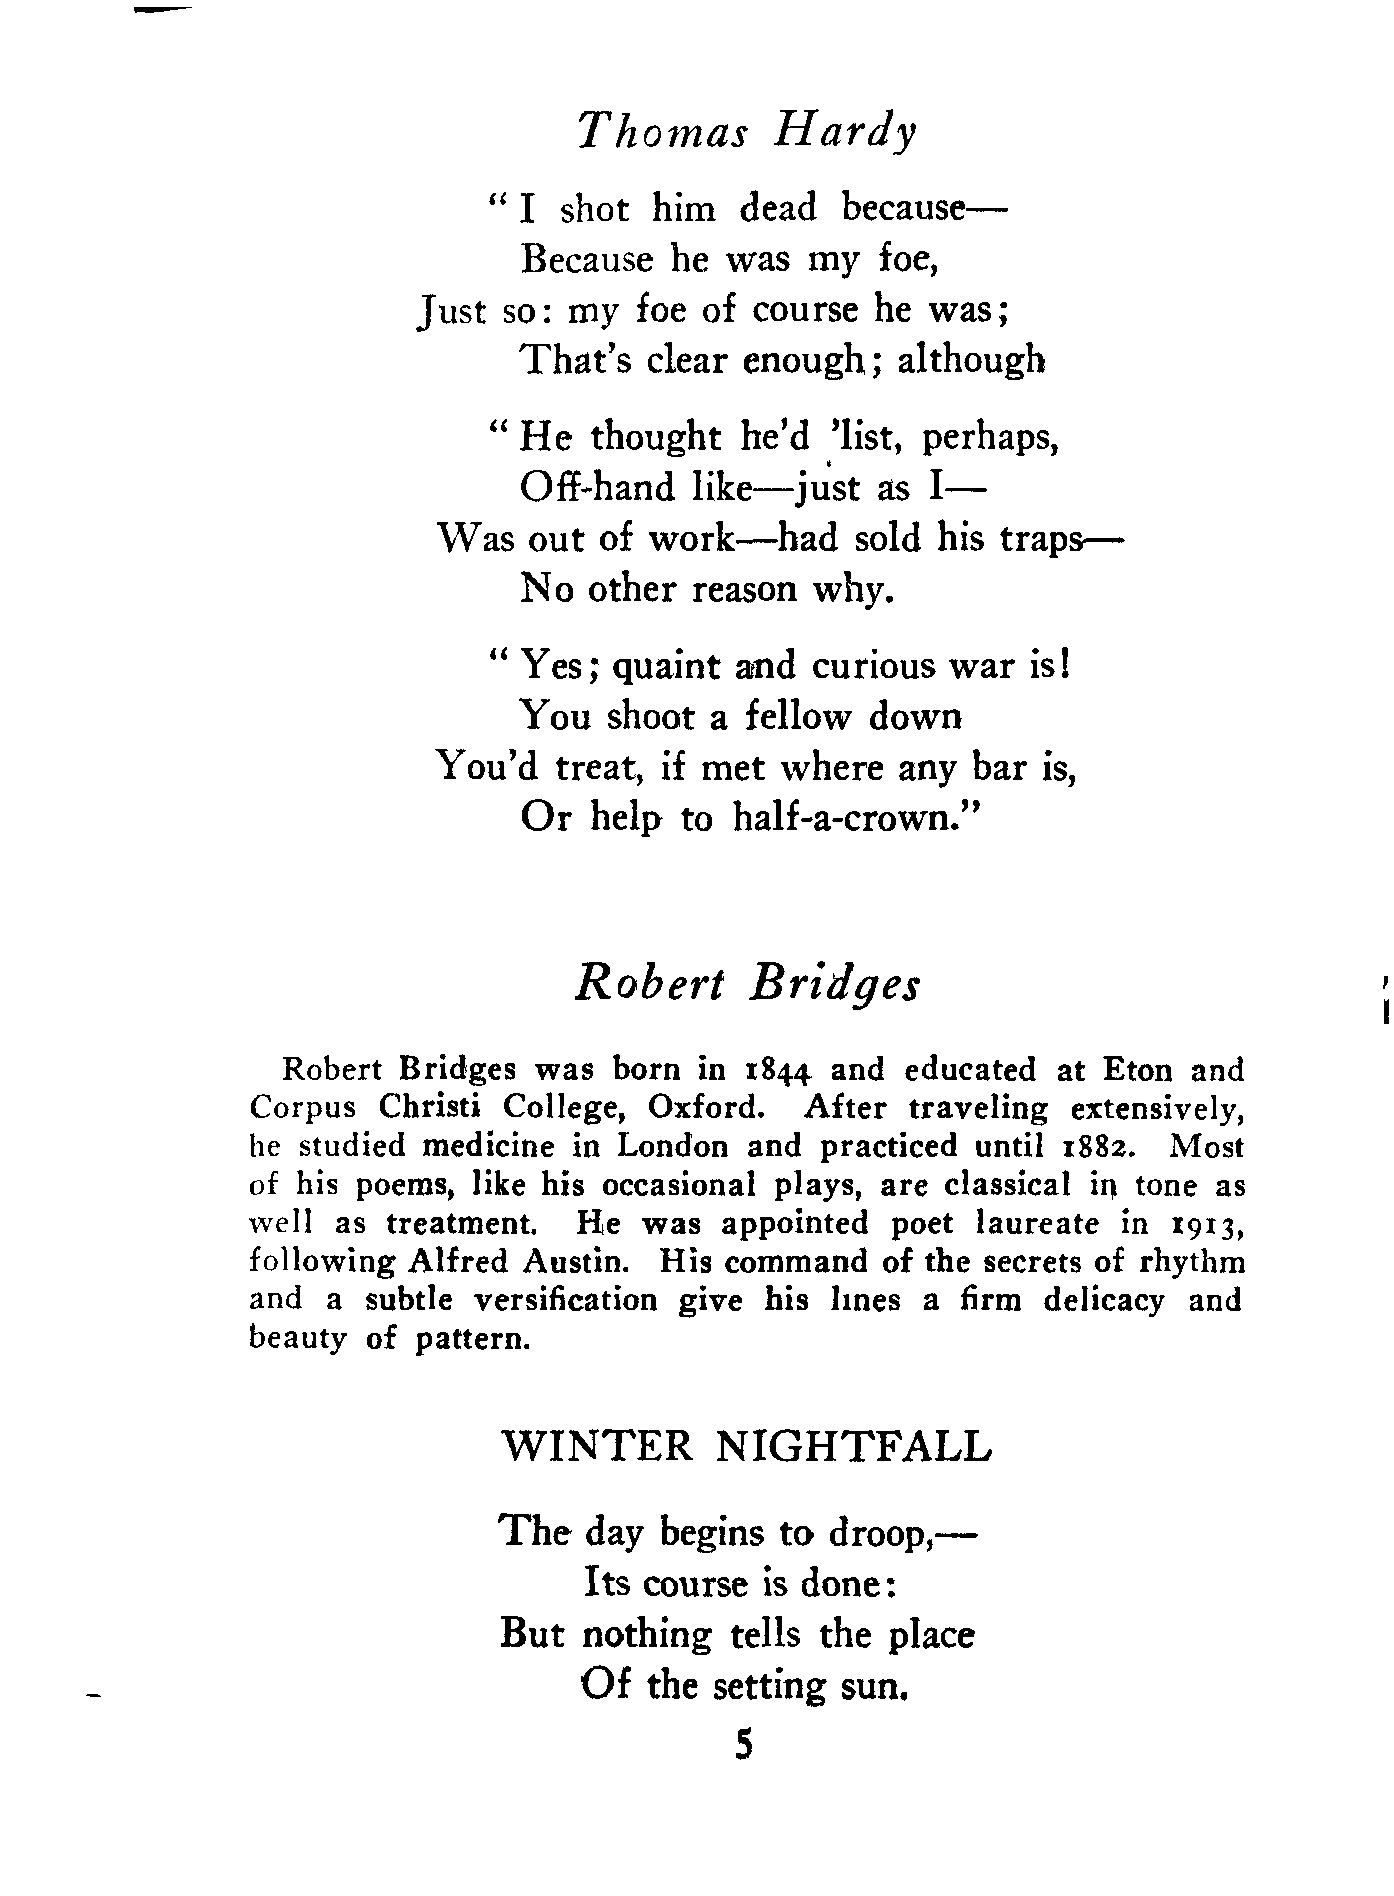 Thomas Hardy
" I shot him dead because—
Because he was my foe,
Just so: my foe of course he was;
That's clear enough; although
" He thought he'd 'list, perhaps,
Off-hand like—just as I—
Was out of work—had sold his traps—
No other reason why.
" Yes; quaint and curious war is!
You shoot a fellow down
You'd treat, if met where any bar is,
Or help to half-a-crown."
Robert Bridges
Robert Bridges was born in 1844 and educated at Eton and
Corpus Christi College, Oxford. After traveling extensively,
he studied medicine in London and practiced until 1882. Most
of his poems, like his occasional plays, are classical in tone as
well as treatment. He was appointed poet laureate in 1913,
following Alfred Austin. His command of the secrets of rhythm
and a subtle versification give his lines a firm delicacy and
beauty of pattern.
WINTER NIGHTFALL
The day begins to droop,—
Its course is done:
But nothing tells the place
Of the setting sun.
5